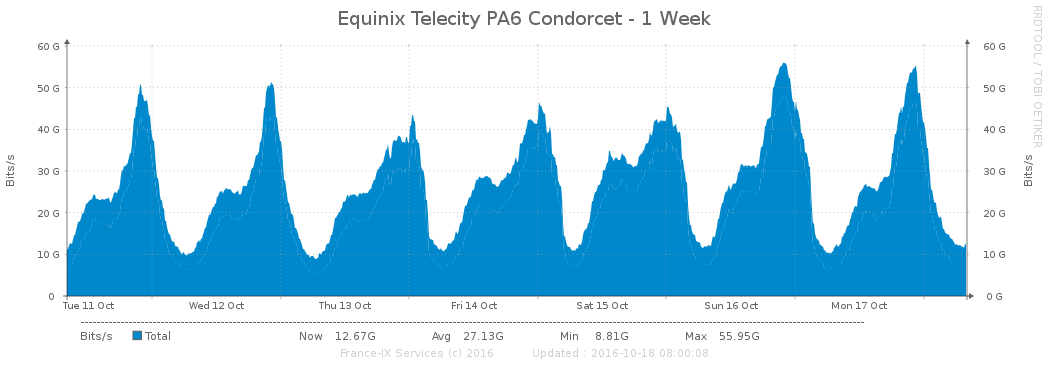 Equinix Telecity PA6 Condorcet - 1 Week
RRDTOOL / TOBI OETIKER
Bits/s
60 G
50 G
40 G
30 G
20 G
10 G
0
60 G
50 G
40 G
30 G
20 G
10 G
0 G
Bits/s
Tue 11 Oct Wed 12 Oct Thu 13 Oct Fri 14 Oct Sat 15 Oct Sun 16 Oct Mon 17 Oct
Bits/s Total Now 12.67G Avg 27.13G Min 8.81G Max 55.95G
France-IX Services (c) 2016 Updated : 2016-10-18 08:00:08